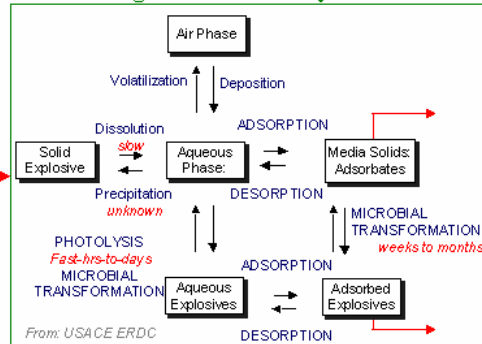 Air Phase
Volatilization
Deposition
Dissolution
slow
ADSORPTION
Solid
Explosive
Aqueous
Phase:
Media Solids:
Adsorbates
Precipitation
unknown
DESORPTION
PHOTOLYSIS
Fast-hrs-to-days
MICROBIAL
TRANSFORMATION
MICROBIAL
TRANSFORMATION
weeks to months
ADSORPTION
Aqueous
Explosives
Adsorbed
Explosives
DESORPTION
From: USACE ERDC